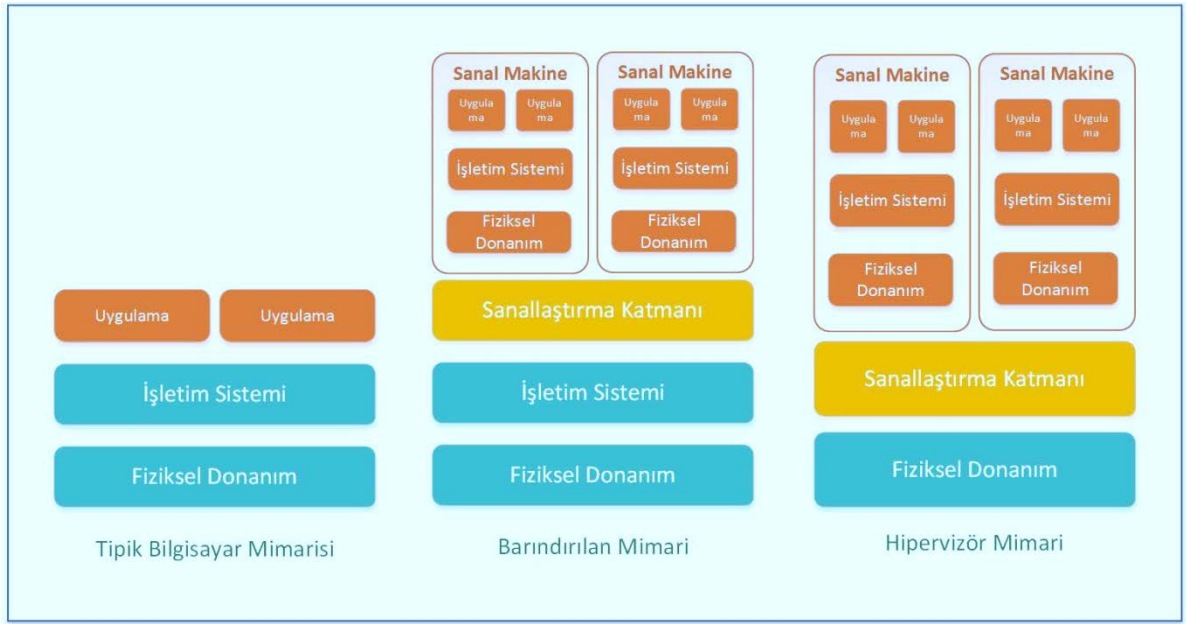 Uygulama
Uygulama
İşletim Sistemi
Fiziksel Donanım
Tipik Bilgisayar Mimarisi
Sanal Makine
Uygula
ma
Uygula
ma
İşletim Sistemi
Fiziksel
Donanım
Sanal Makine
Uygula
ma
Uygula
ma
İşletim Sistemi
Fiziksel
Donanım
Sanallaştırma Katmanı
İşletim Sistemi
Fiziksel Donanım
Barındırılan Mimari
Sanal Makine
Uygula
ma
Uygula
ma
İşletim Sistemi
Fiziksel
Donanım
Sanal Makine
Uygula
ma
Uygula
ma
İşletim Sistemi
Fiziksel
Donanım
Sanallaştırma Katmanı
Fiziksel Donanım
Hipervizör Mimari